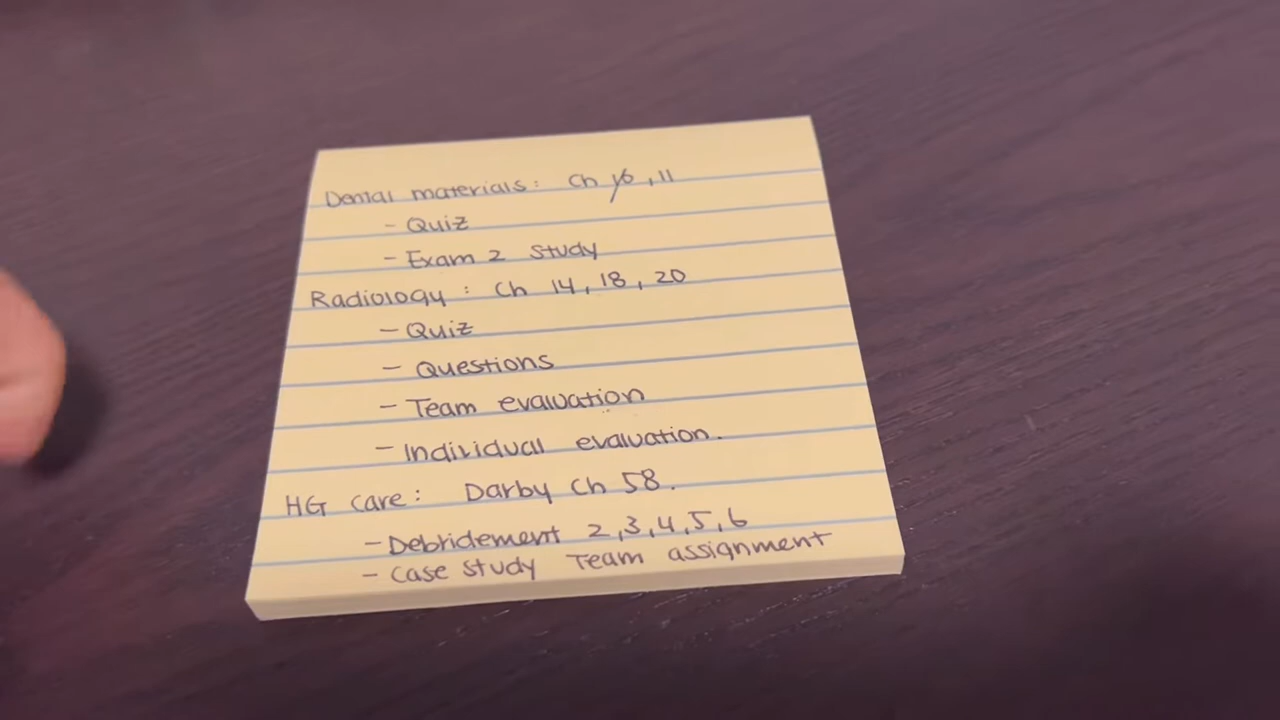 Dental materials: Ch 16, 11
- Quiz
- Exam 2 study
Radiology: Ch 14, 18, 20
- Quiz
- Questions
- Team evaluation
- Individual evaluation.
HG care: Darby Ch 58.
- Debridement 2,3,4,5,6
- Case study Team assignment